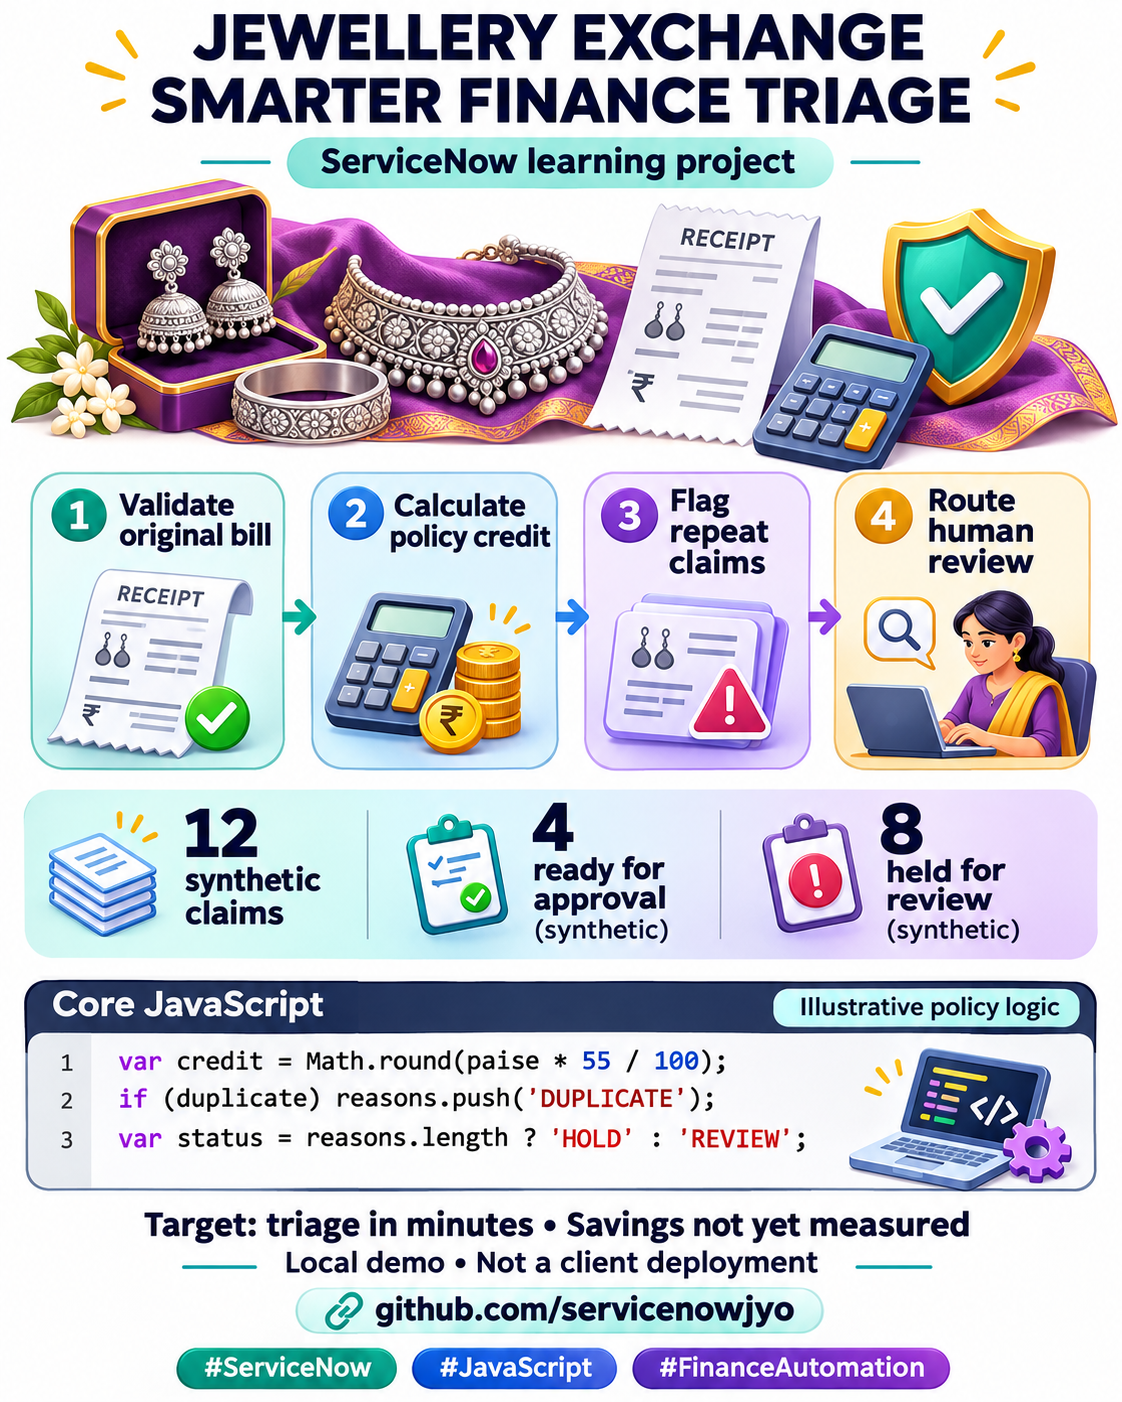 JEWELLERY EXCHANGE
SMARTER FINANCE TRIAGE
ServiceNow learning project
RECEIPT
₹
1 Validate
original bill
RECEIPT
₹
2 Calculate
policy credit
₹
3 Flag
repeat
claims
4 Route
human
review
12
synthetic
claims
4
ready for
approval
(synthetic)
8
held for
review
(synthetic)
Core JavaScript
Illustrative policy logic
1 var credit = Math.round(paise * 55 / 100);
2 if (duplicate) reasons.push('DUPLICATE');
3 var status = reasons.length ? 'HOLD' : 'REVIEW';
</>
Target: triage in minutes • Savings not yet measured
Local demo • Not a client deployment
github.com/servicenowjyo
#ServiceNow #JavaScript #FinanceAutomation